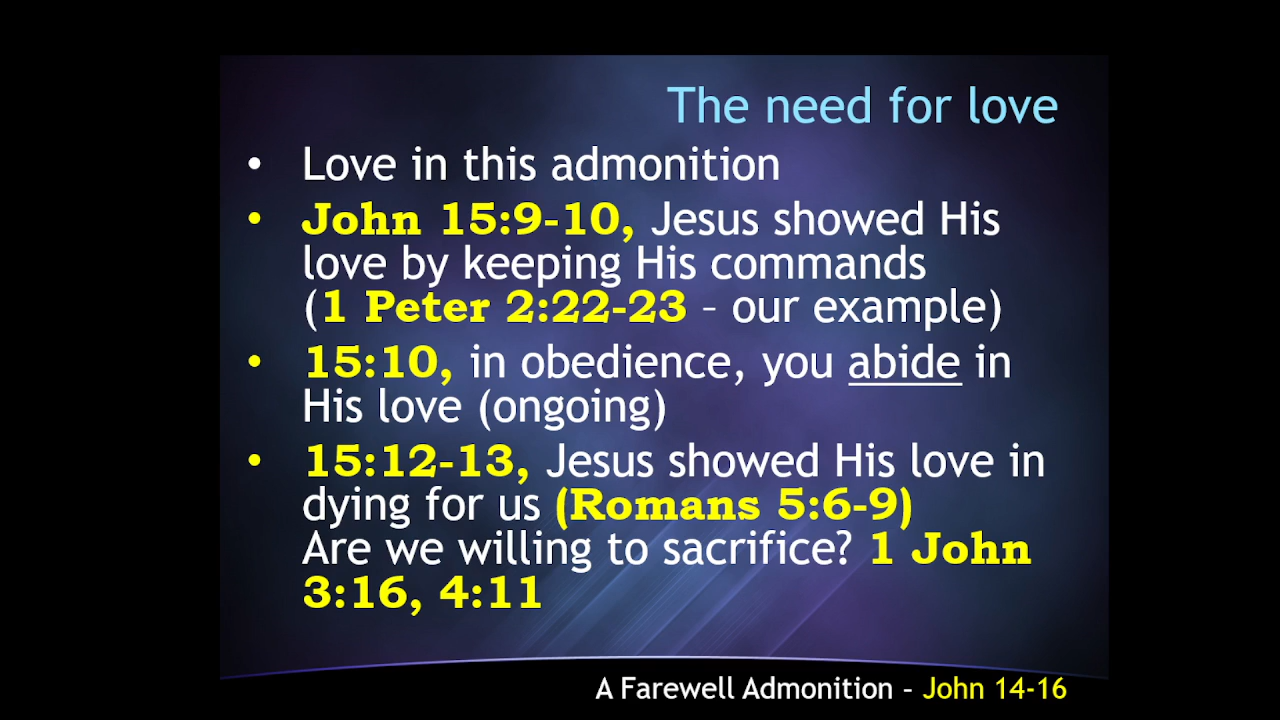 The need for love
• Love in this admonition
• John 15:9-10, Jesus showed His
love by keeping His commands
(1 Peter 2:22-23 – our example)
• 15:10, in obedience, you abide in
His love (ongoing)
• 15:12-13, Jesus showed His love in
dying for us (Romans 5:6-9)
Are we willing to sacrifice? 1 John
3:16, 4:11
A Farewell Admonition – John 14-16